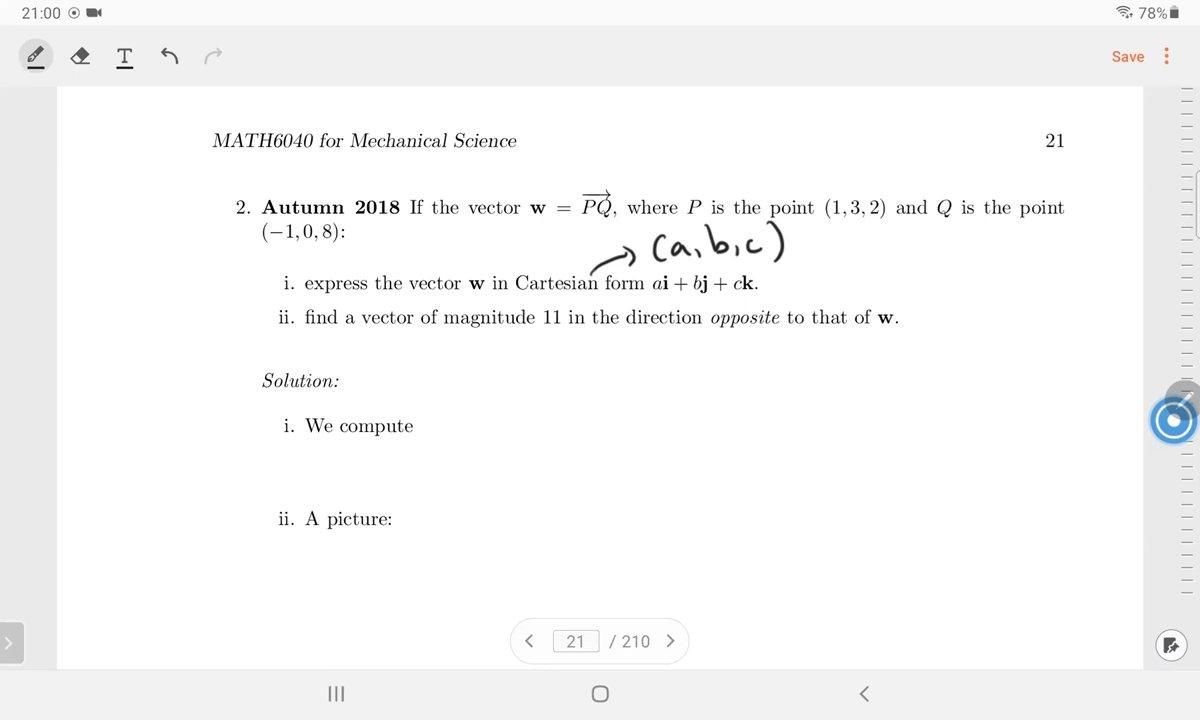 21:00
78%
T
Save
MATH6040 for Mechanical Science
21
2. Autumn 2018 If the vector w = PQ, where P is the point (1, 3, 2) and Q is the point
(−1, 0, 8):
→ (a, b, c)
i. express the vector w in Cartesian form ai + bj + ck.
ii. find a vector of magnitude 11 in the direction opposite to that of w.
Solution:
i. We compute
ii. A picture:
21 / 210